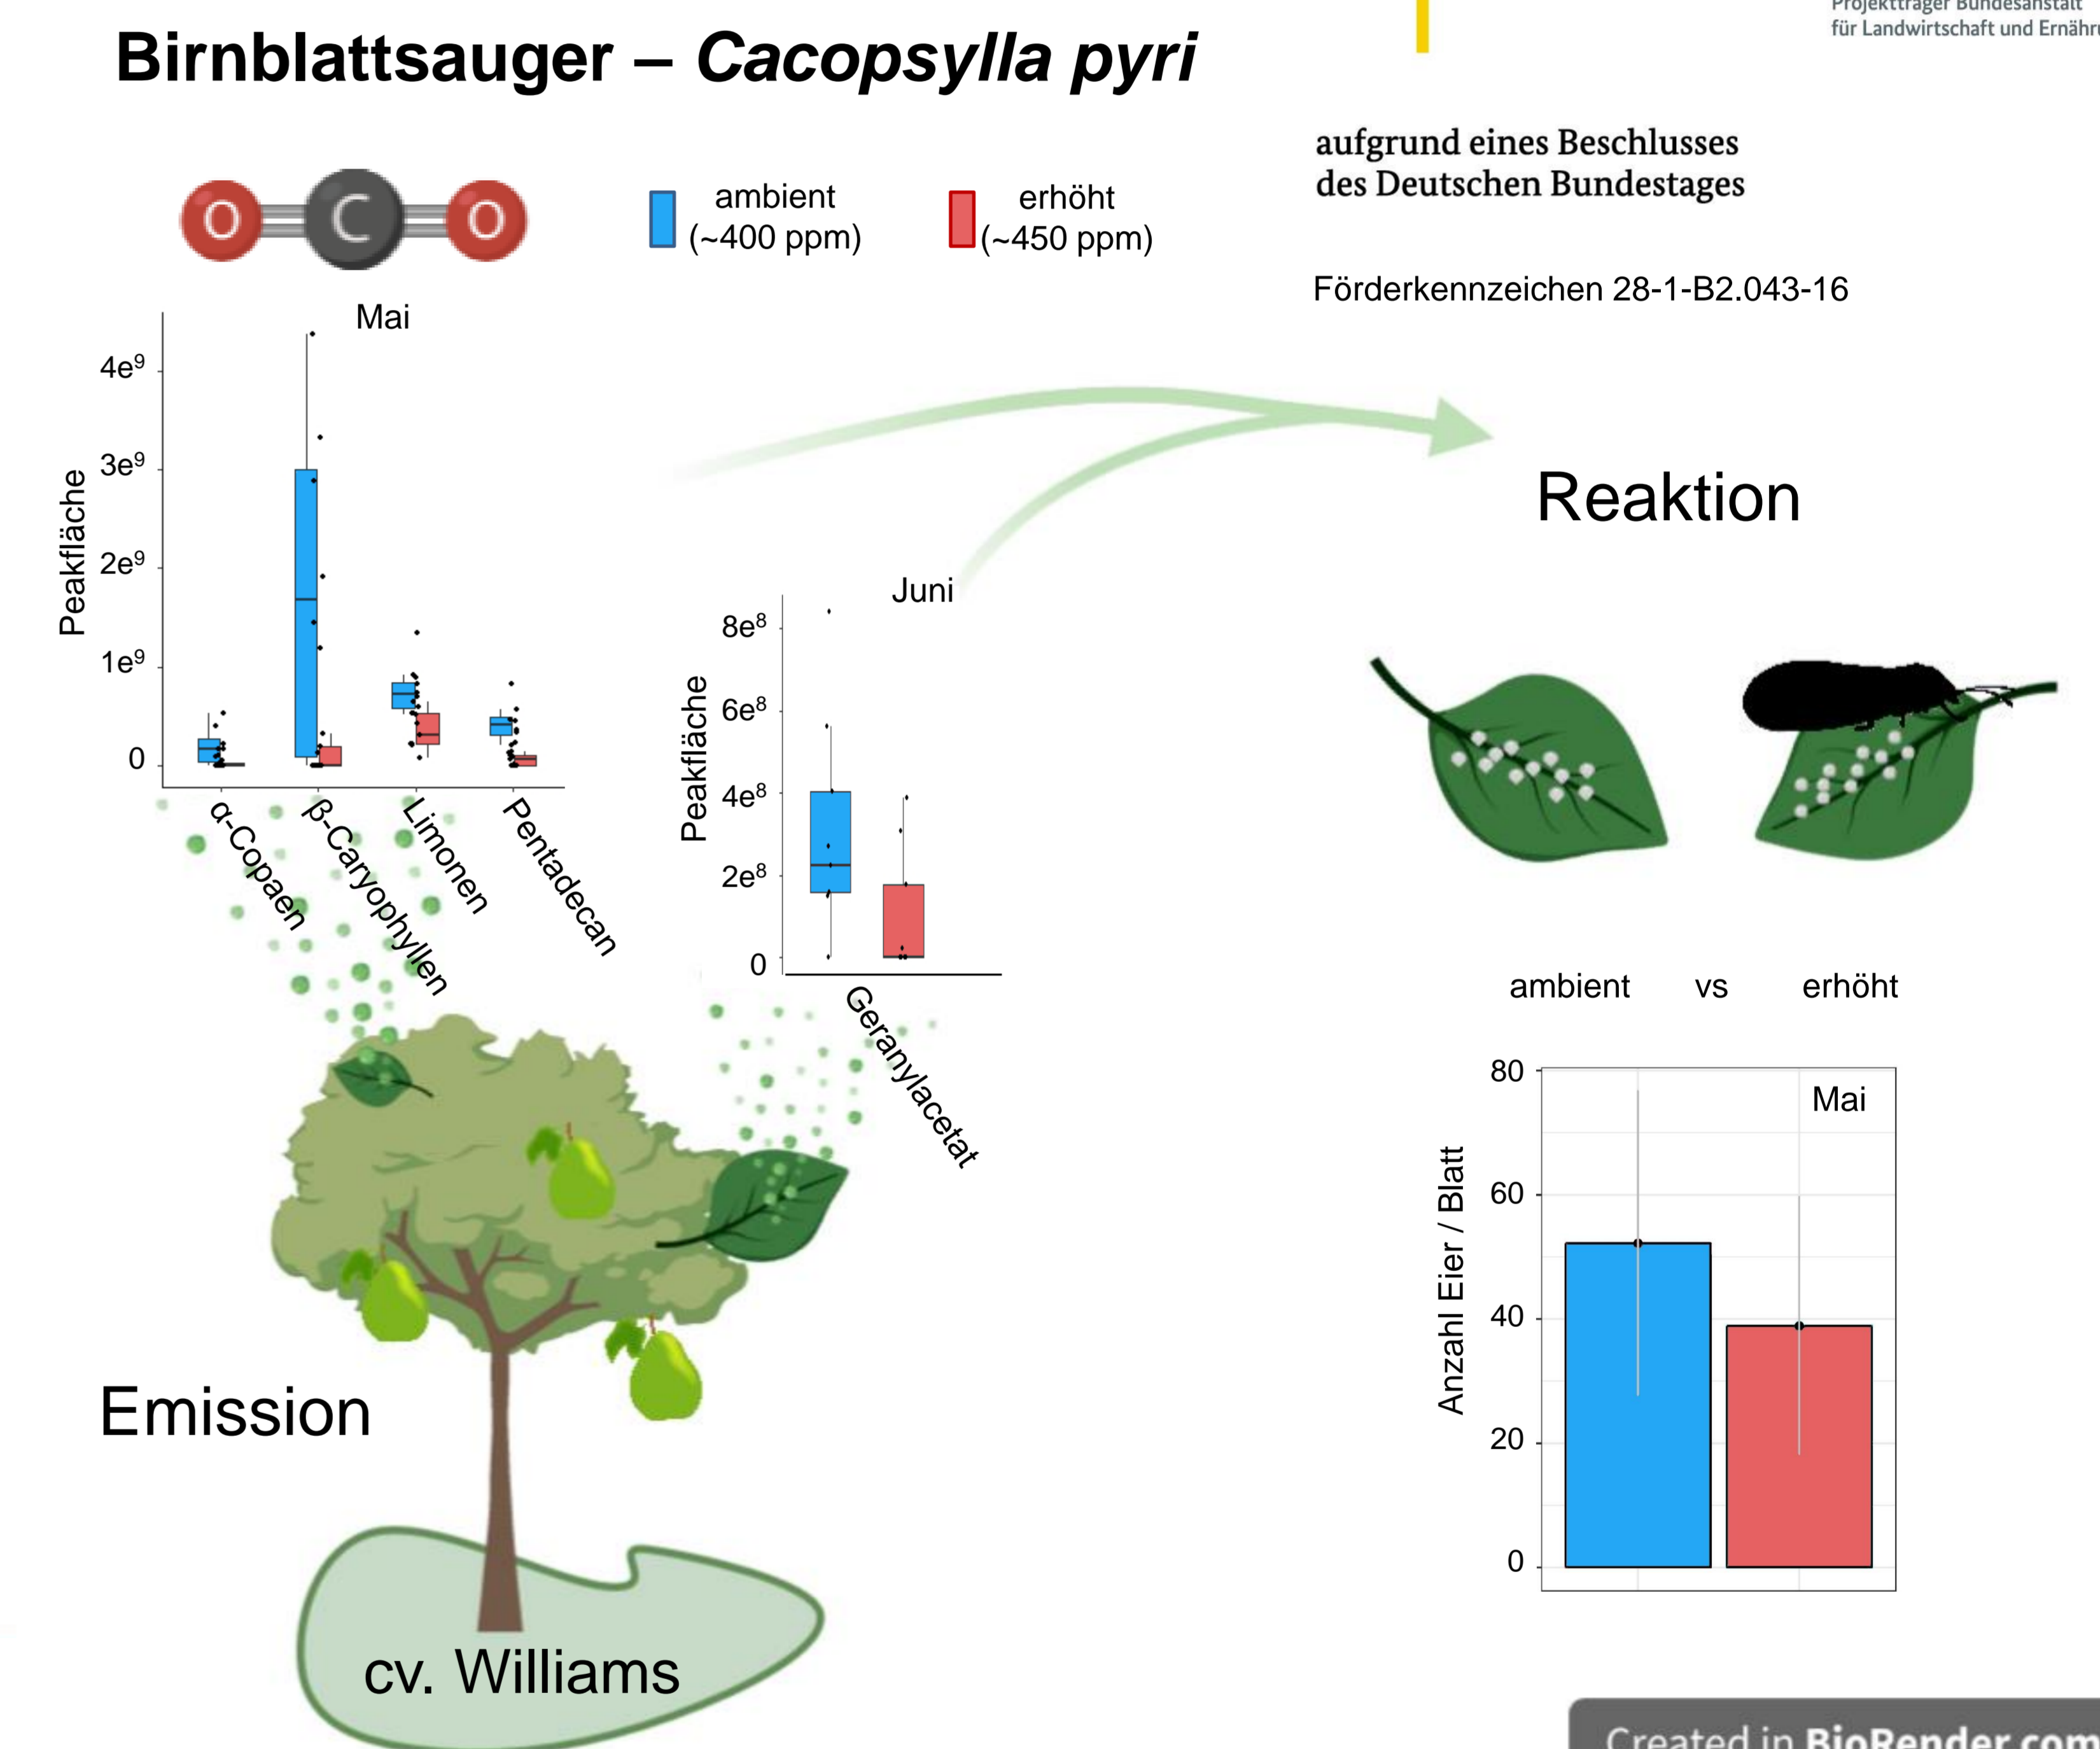 Projektträger Bundesanstalt
für Landwirtschaft und
Birnblattsauger – Cacopsylla pyri
aufgrund eines Beschlusses
des Deutschen Bundestages
Förderkennzeichen 28-1-B2.043-16
O C O
ambient
(~400 ppm)
erhöht
(~450 ppm)
Mai
Peakfläche
4e⁹
3e⁹
2e⁹
1e⁹
0
α-Copaen
β-Caryophyllen
Limonen
Pentadecan
Juni
Peakfläche
8e⁸
6e⁸
4e⁸
2e⁸
0
Geranylacetat
Reaktion
ambient vs erhöht
Mai
Anzahl Eier / Blatt
80
60
40
20
0
Emission
cv. Williams
Created in BioRender.com